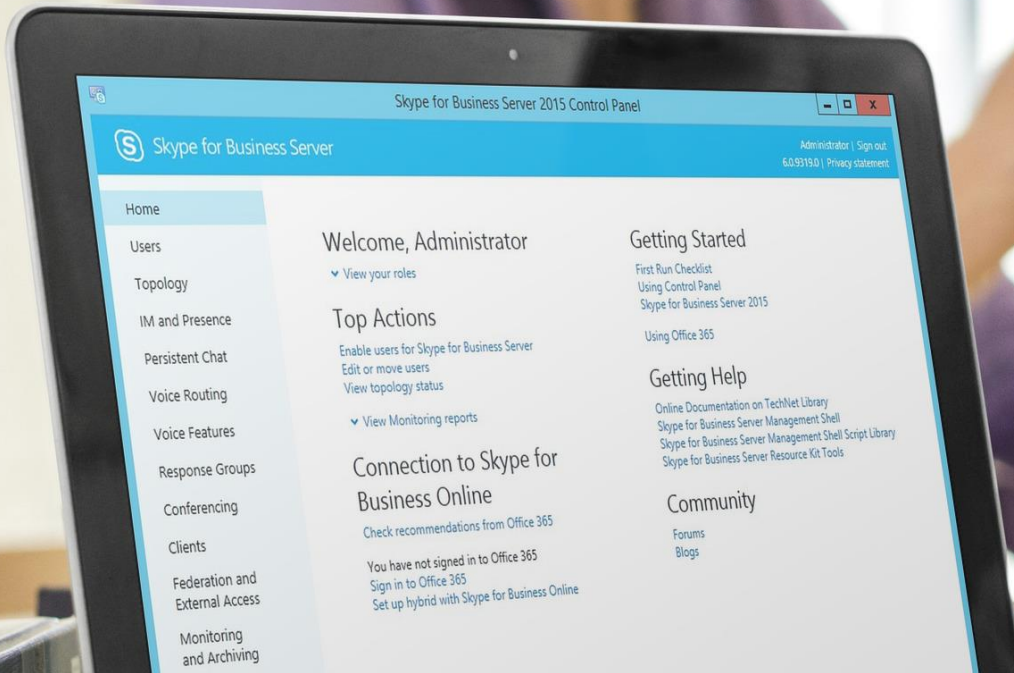 Skype for Business Server 2015 Control Panel
Skype for Business Server
Administrator | Sign out
6.0.9319.0 | Privacy statement
Home
Users
Topology
IM and Presence
Persistent Chat
Voice Routing
Voice Features
Response Groups
Conferencing
Clients
Federation and
External Access
Monitoring
and Archiving
Welcome, Administrator
View your roles
Top Actions
Enable users for Skype for Business Server
Edit or move users
View topology status
View Monitoring reports
Connection to Skype for
Business Online
Check recommendations from Office 365
You have not signed in to Office 365
Sign in to Office 365
Set up hybrid with Skype for Business Online
Getting Started
First Run Checklist
Using Control Panel
Skype for Business Server 2015
Using Office 365
Getting Help
Online Documentation on TechNet Library
Skype for Business Server Management Shell
Skype for Business Server Management Shell Script Library
Skype for Business Server Resource Kit Tools
Community
Forums
Blogs